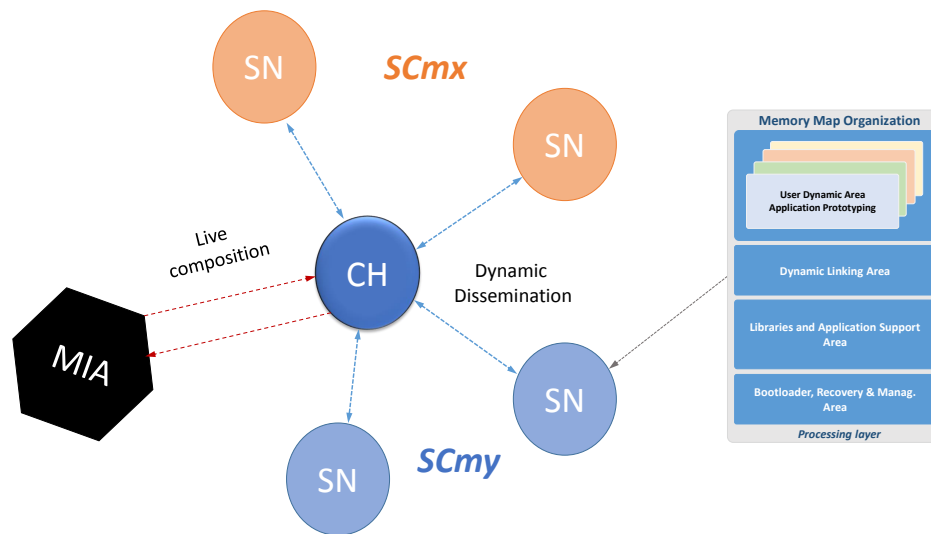 SN
SCmx
SN
Memory Map Organization
User Dynamic Area
Application Prototyping
Live
composition
CH
Dynamic
Dissemination
Dynamic Linking Area
Libraries and Application Support
Area
MIA
SN
Bootloader, Recovery & Manag.
Area
Processing layer
SCmy
SN